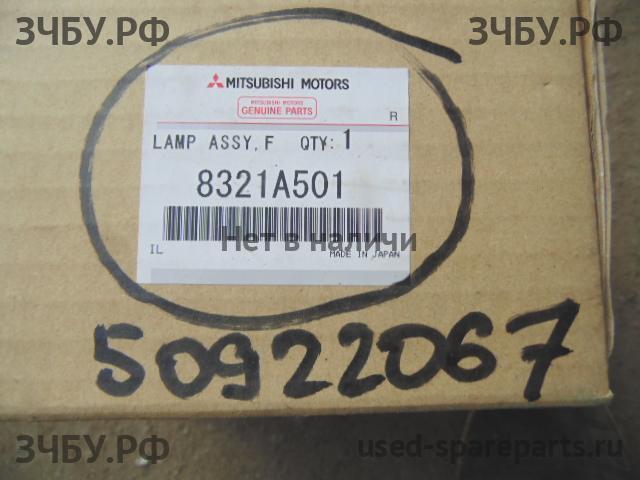 ЗЧБУ.РФ ЗЧБУ.РФ
MITSUBISHI MOTORS
MITSUBISHI MOTORS
GENUINE PARTS
R
LAMP ASSY,F QTY: 1
8321A501
Нет в наличи
IL MADE IN JAPAN
50922067
ЗЧБУ.РФ used-spareparts.ru